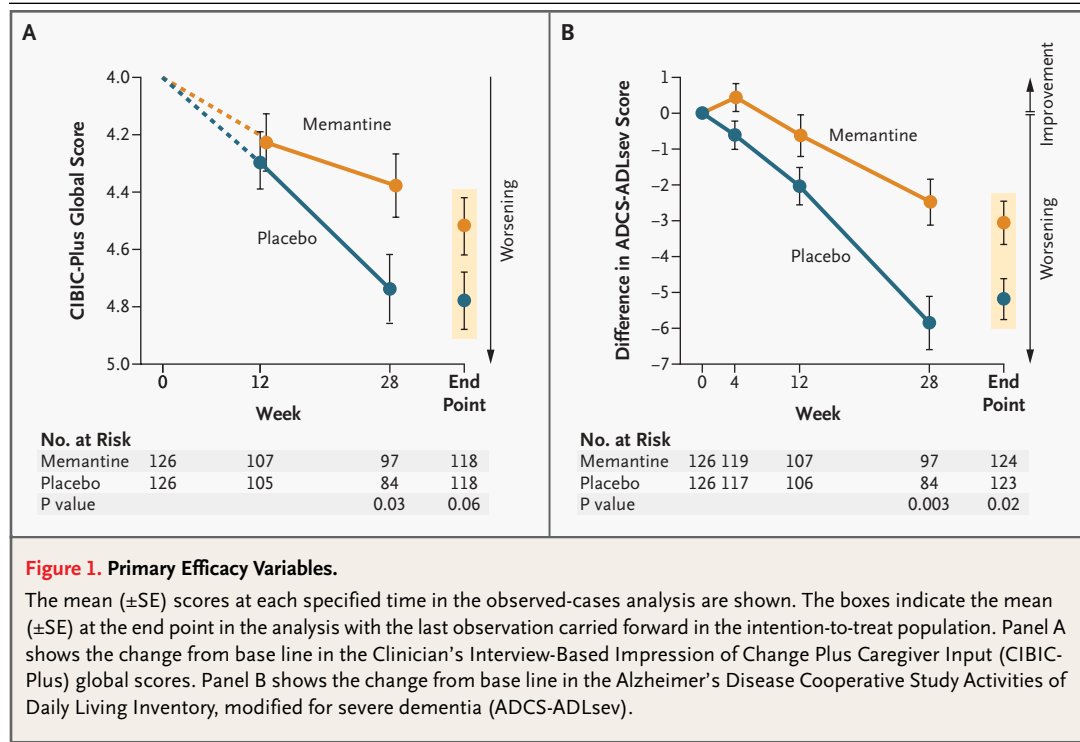 A
CIBIC-Plus Global Score
4.0
4.2
4.4
4.6
4.8
5.0
Memantine
Placebo
Worsening
0 12 28 End Point
Week
No. at Risk
Memantine 126 107 97 118
Placebo 126 105 84 118
P value 0.03 0.06
B
Difference in ADCS-ADLsev Score
1
0
−1
−2
−3
−4
−5
−6
−7
Memantine
Placebo
Improvement
Worsening
0 4 12 28 End Point
Week
No. at Risk
Memantine 126 119 107 97 124
Placebo 126 117 106 84 123
P value 0.003 0.02
Figure 1. Primary Efficacy Variables.
The mean (±SE) scores at each specified time in the observed-cases analysis are shown. The boxes indicate the mean
(±SE) at the end point in the analysis with the last observation carried forward in the intention-to-treat population. Panel A
shows the change from base line in the Clinician's Interview-Based Impression of Change Plus Caregiver Input (CIBIC-
Plus) global scores. Panel B shows the change from base line in the Alzheimer's Disease Cooperative Study Activities of
Daily Living Inventory, modified for severe dementia (ADCS-ADLsev).